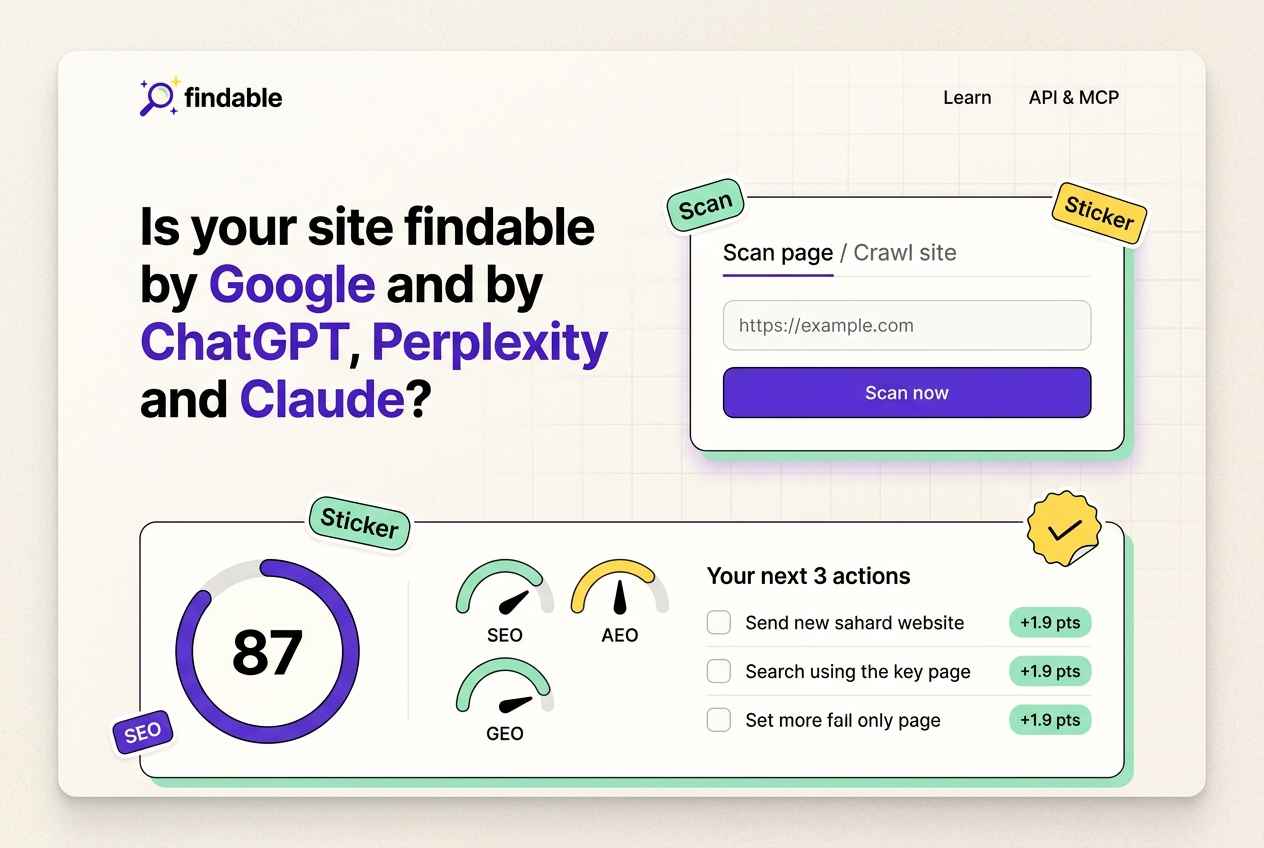 findable
Learn
API & MCP
Is your site findable
by Google and by
ChatGPT, Perplexity
and Claude?
Scan
Sticker
Scan page / Crawl site
https://example.com
Scan now
Sticker
87
SEO
SEO
AEO
GEO
Your next 3 actions
Send new sahard website
+1.9 pts
Search using the key page
+1.9 pts
Set more fall only page
+1.9 pts